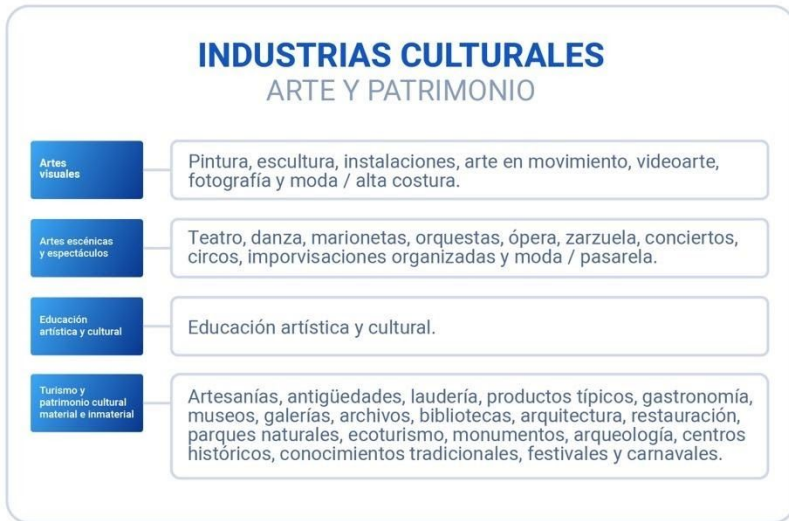 INDUSTRIAS CULTURALES
ARTE Y PATRIMONIO
Artes
visuales
Pintura, escultura, instalaciones, arte en movimiento, videoarte,
fotografía y moda / alta costura.
Artes escénicas
y espectáculos
Teatro, danza, marionetas, orquestas, ópera, zarzuela, conciertos,
circos, imporvisaciones organizadas y moda / pasarela.
Educación
artística y cultural
Educación artística y cultural.
Turismo y
patrimonio cultural
material e inmaterial
Artesanías, antigüedades, laudería, productos típicos, gastronomía,
museos, galerías, archivos, bibliotecas, arquitectura, restauración,
parques naturales, ecoturismo, monumentos, arqueología, centros
históricos, conocimientos tradicionales, festivales y carnavales.